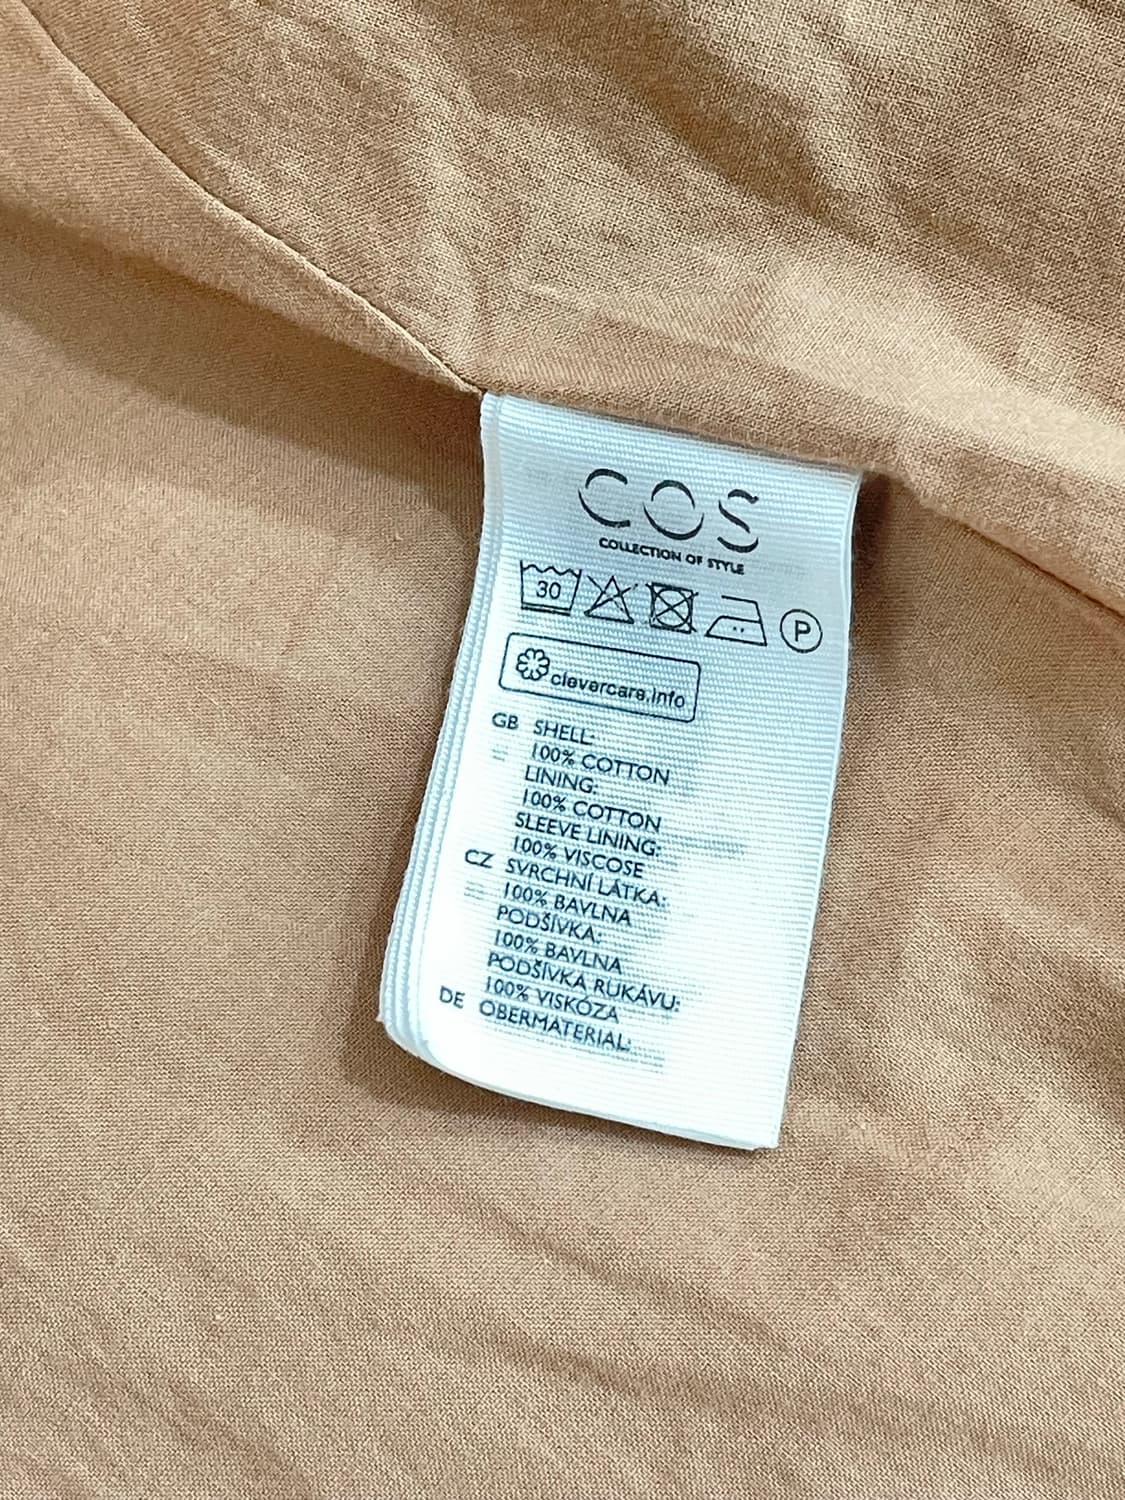 COS
COLLECTION OF STYLE
30 P
clevercare.info
GB SHELL:
100% COTTON
LINING:
100% COTTON
SLEEVE LINING:
100% VISCOSE
CZ SVRCHNÍ LÁTKA:
100% BAVLNA
PODŠÍVKA:
100% BAVLNA
PODŠÍVKA RUKÁVU:
100% VISKÓZA
DE OBERMATERIAL: